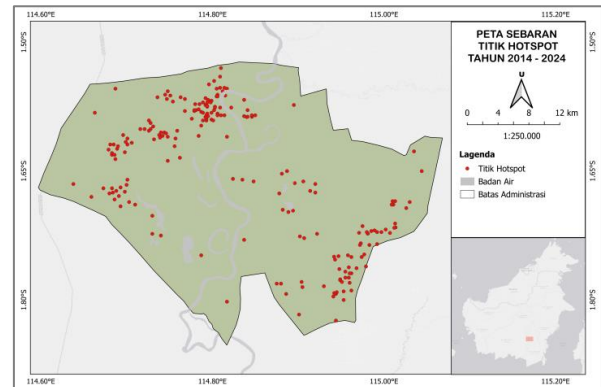 114.60°E
114.80°E
115.00°E
115.20°E
1.50°S
1.65°S
1.80°S
PETA SEBARAN
TITIK HOTSPOT
TAHUN 2014 - 2024
U
0 4 8 12 km
1:250.000
Lagenda
Titik Hotspot
Badan Air
Batas Administrasi
114.60°E
114.80°E
115.00°E
115.20°E
1.50°S
1.65°S
1.80°S